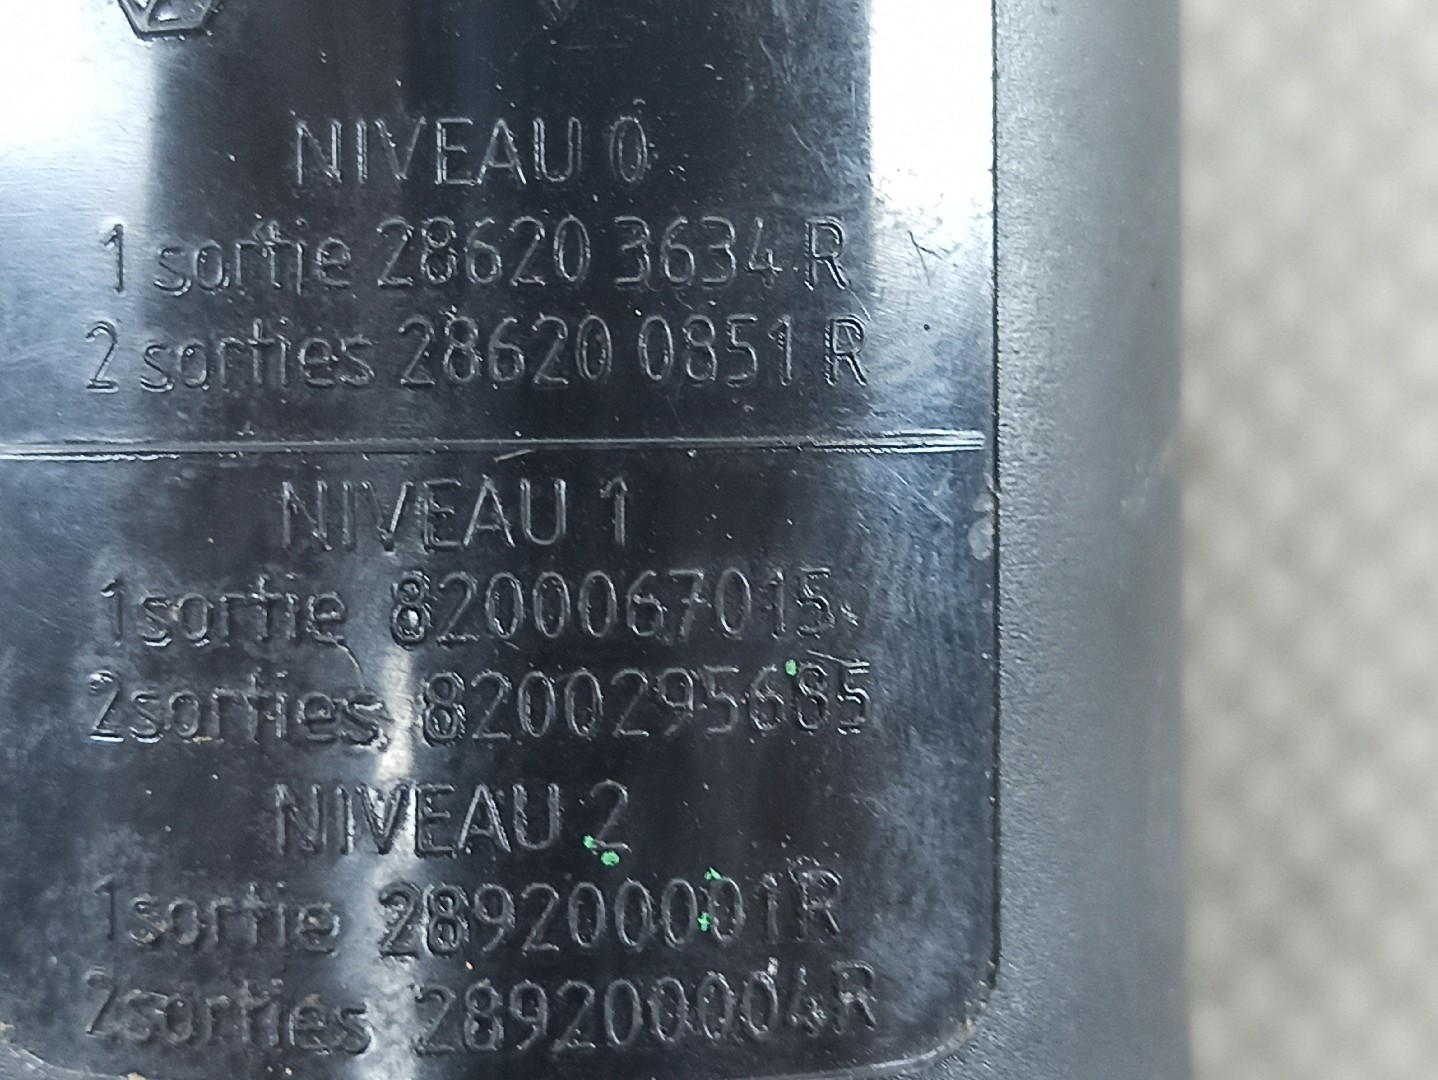 NIVEAU 0
1 sortie 28620 3634 R
2 sorties 28620 0851 R
NIVEAU 1
1sortie 8200067015
2sorties 8200295685
NIVEAU 2
1sortie 289200001R
2sorties 289200004R